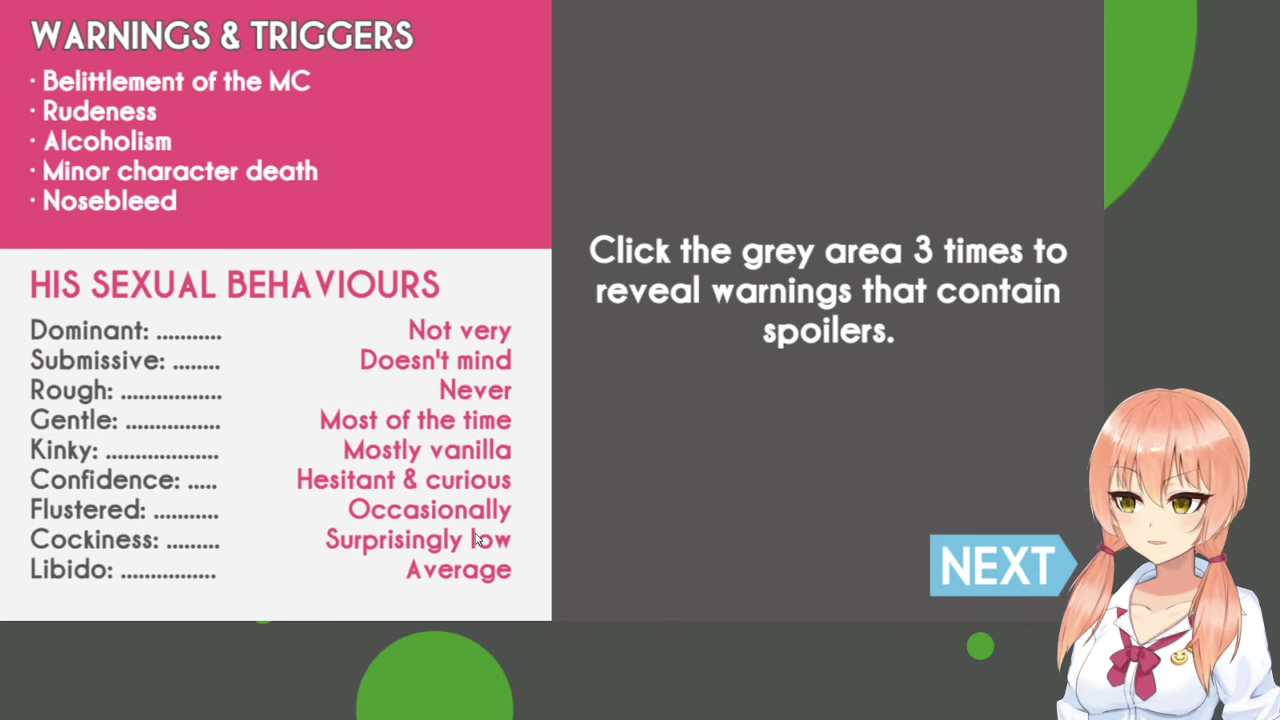 WARNINGS & TRIGGERS
· Belittlement of the MC
· Rudeness
· Alcoholism
· Minor character death
· Nosebleed
HIS SEXUAL BEHAVIOURS
Dominant: ........... Not very
Submissive: ........ Doesn't mind
Rough: ................. Never
Gentle: ............... Most of the time
Kinky: ................... Mostly vanilla
Confidence: ..... Hesitant & curious
Flustered: ........... Occasionally
Cockiness: ......... Surprisingly low
Libido: ................ Average
Click the grey area 3 times to
reveal warnings that contain
spoilers.
NEXT